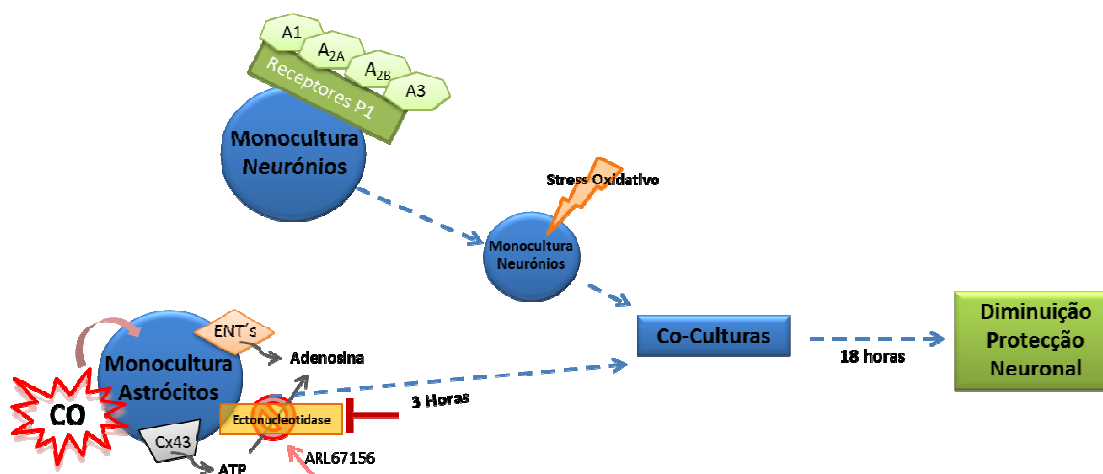 A1
A2A
A2B
A3
Receptores P1
Monocultura
Neurónios
Stress Oxidativo
Monocultura
Neurónios
ENT´s
Adenosina
Monocultura
Astrócitos
CO
Ectonucleotidase
3 Horas
Cx43
ATP
ARL67156
Co-Culturas
18 horas
Diminuição
Protecção
Neuronal